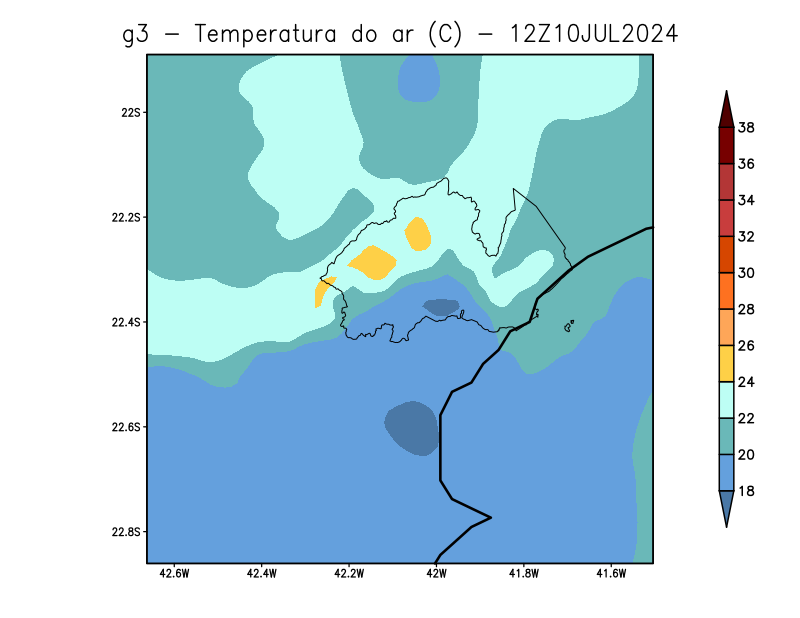 g3 − Temperatura do ar (C) − 12Z10JUL2024
22S
22.2S
22.4S
22.6S
22.8S
42.6W
42.4W
42.2W
42W
41.8W
41.6W
38
36
34
32
30
28
26
24
22
20
18